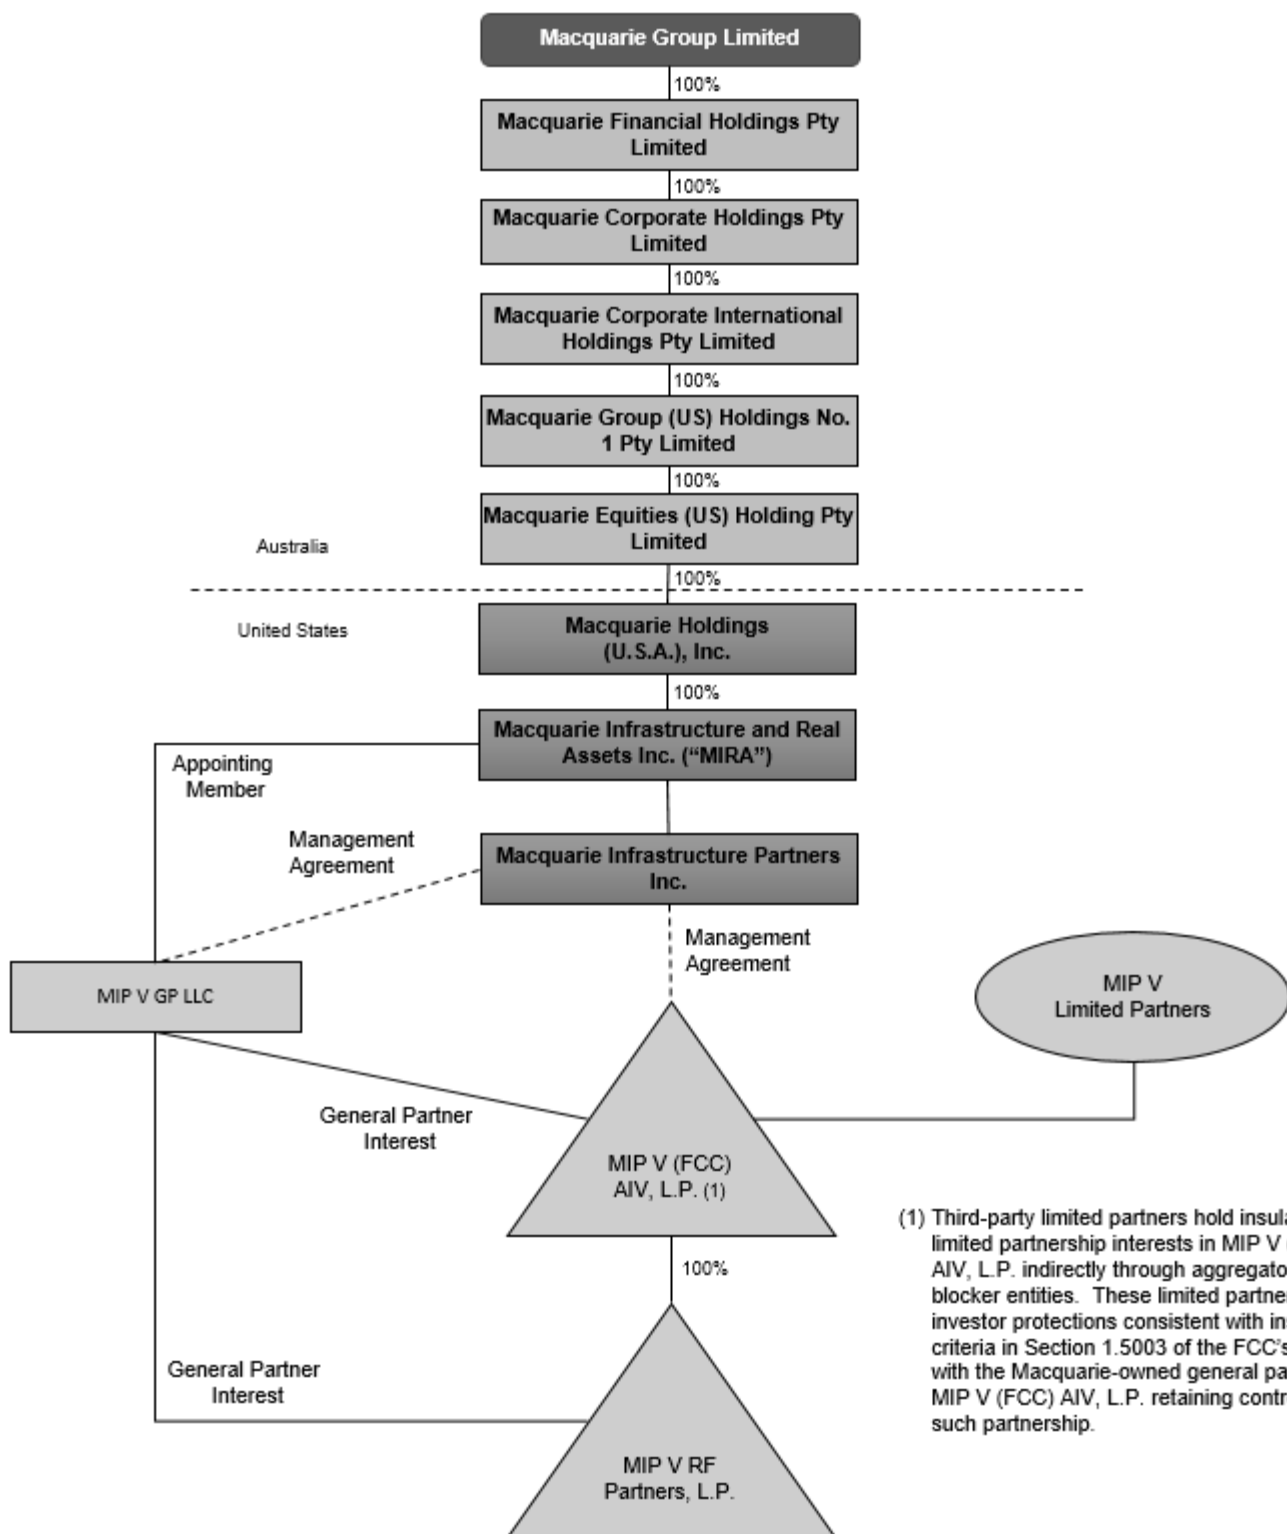 Macquarie Group Limited
100%
Macquarie Financial Holdings Pty
Limited
100%
Macquarie Corporate Holdings Pty
Limited
100%
Macquarie Corporate International
Holdings Pty Limited
100%
Macquarie Group (US) Holdings No.
1 Pty Limited
100%
Macquarie Equities (US) Holding Pty
Limited
Australia
100%
United States
Macquarie Holdings
(U.S.A.), Inc.
100%
Macquarie Infrastructure and Real
Assets Inc. (“MIRA”)
Appointing
Member
Management
Agreement
Macquarie Infrastructure Partners
Inc.
Management
Agreement
MIP V GP LLC
MIP V
Limited Partners
General Partner
Interest
MIP V (FCC)
AIV, L.P. (1)
100%
(1) Third-party limited partners hold
limited partnership interests in MIP V
AIV, L.P. indirectly through
blocker entities. These limited
investor protections consistent with
criteria in Section 1.5003 of the FCC’s
with the Macquarie-owned general
MIP V (FCC) AIV, L.P. retaining
such partnership.
General Partner
Interest
MIP V RF
Partners, L.P.